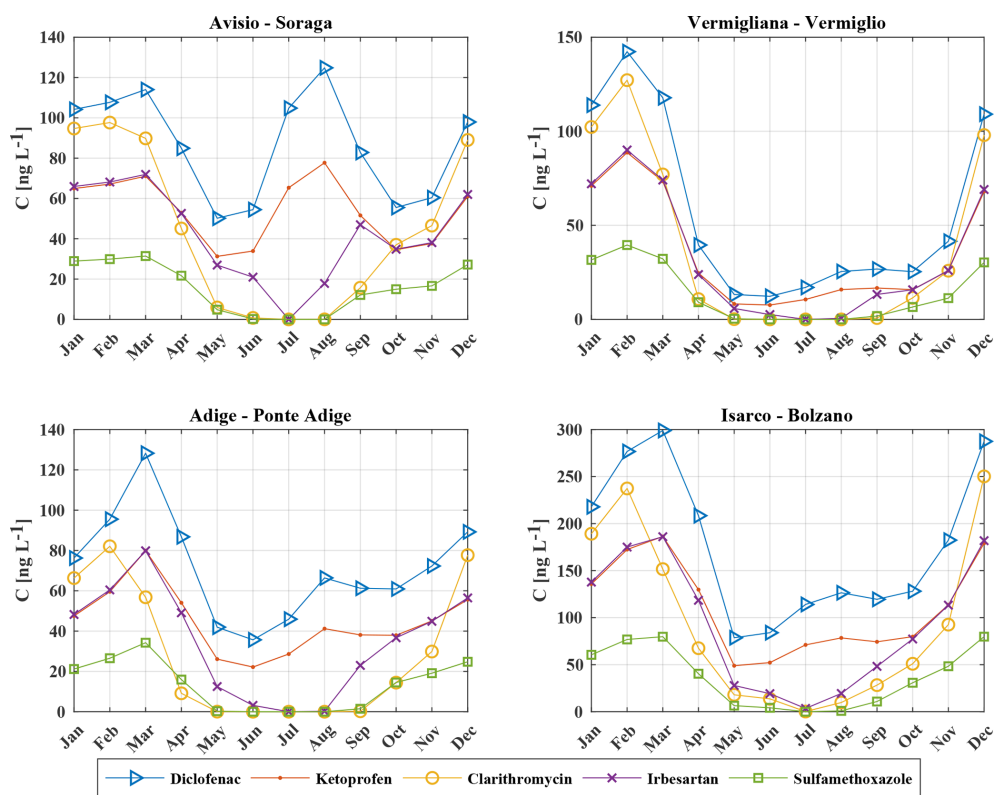 Avisio - Soraga
C [ng L-1]
140
120
100
80
60
40
20
0
Jan Feb Mar Apr May Jun Jul Aug Sep Oct Nov Dec
Vermigliana - Vermiglio
C [ng L-1]
150
100
50
0
Jan Feb Mar Apr May Jun Jul Aug Sep Oct Nov Dec
Adige - Ponte Adige
C [ng L-1]
140
120
100
80
60
40
20
0
Jan Feb Mar Apr May Jun Jul Aug Sep Oct Nov Dec
Isarco - Bolzano
C [ng L-1]
300
250
200
150
100
50
0
Jan Feb Mar Apr May Jun Jul Aug Sep Oct Nov Dec
Diclofenac Ketoprofen Clarithromycin Irbesartan Sulfamethoxazole